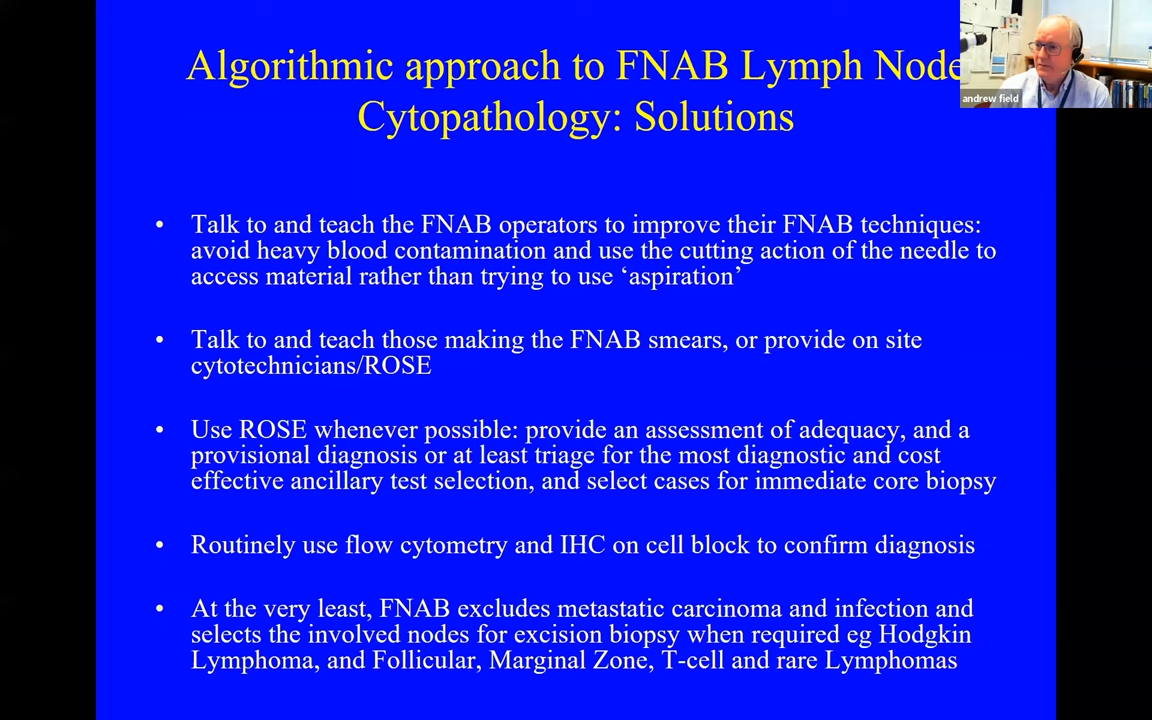 Algorithmic approach to FNAB Lymph Node
Cytopathology: Solutions
andrew field
• Talk to and teach the FNAB operators to improve their FNAB techniques:
avoid heavy blood contamination and use the cutting action of the needle to
access material rather than trying to use ‘aspiration’
• Talk to and teach those making the FNAB smears, or provide on site
cytotechnicians/ROSE
• Use ROSE whenever possible: provide an assessment of adequacy, and a
provisional diagnosis or at least triage for the most diagnostic and cost
effective ancillary test selection, and select cases for immediate core biopsy
• Routinely use flow cytometry and IHC on cell block to confirm diagnosis
• At the very least, FNAB excludes metastatic carcinoma and infection and
selects the involved nodes for excision biopsy when required eg Hodgkin
Lymphoma, and Follicular, Marginal Zone, T-cell and rare Lymphomas